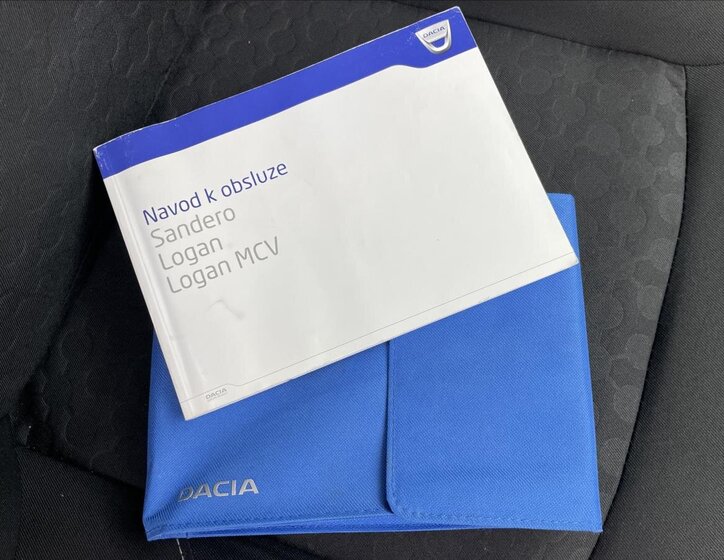 DACIA
Navod k obsluze
Sandero
Logan
Logan MCV
DACIA
DACIA